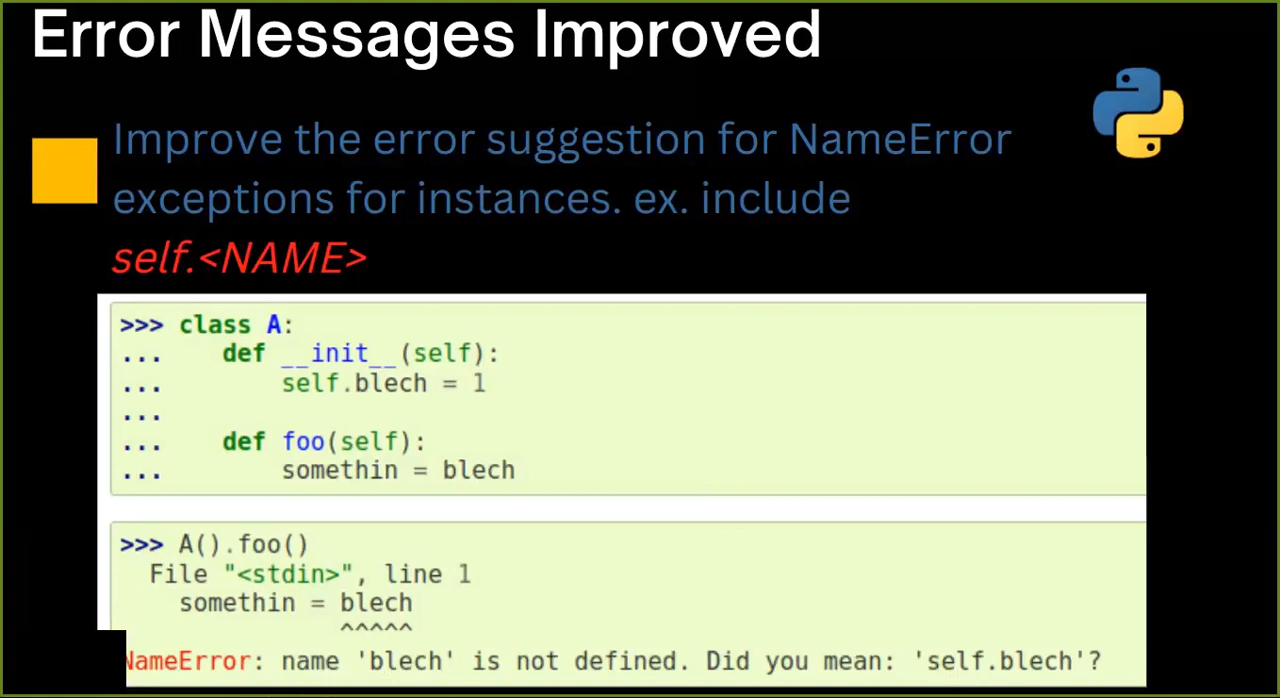 Error Messages Improved
Improve the error suggestion for NameError
exceptions for instances. ex. include
self.<NAME>
>>> class A:
...    def __init__(self):
...        self.blech = 1
...
...    def foo(self):
...        somethin = blech
>>> A().foo()
  File "<stdin>", line 1
    somethin = blech
               ^^^^^
NameError: name 'blech' is not defined. Did you mean: 'self.blech'?